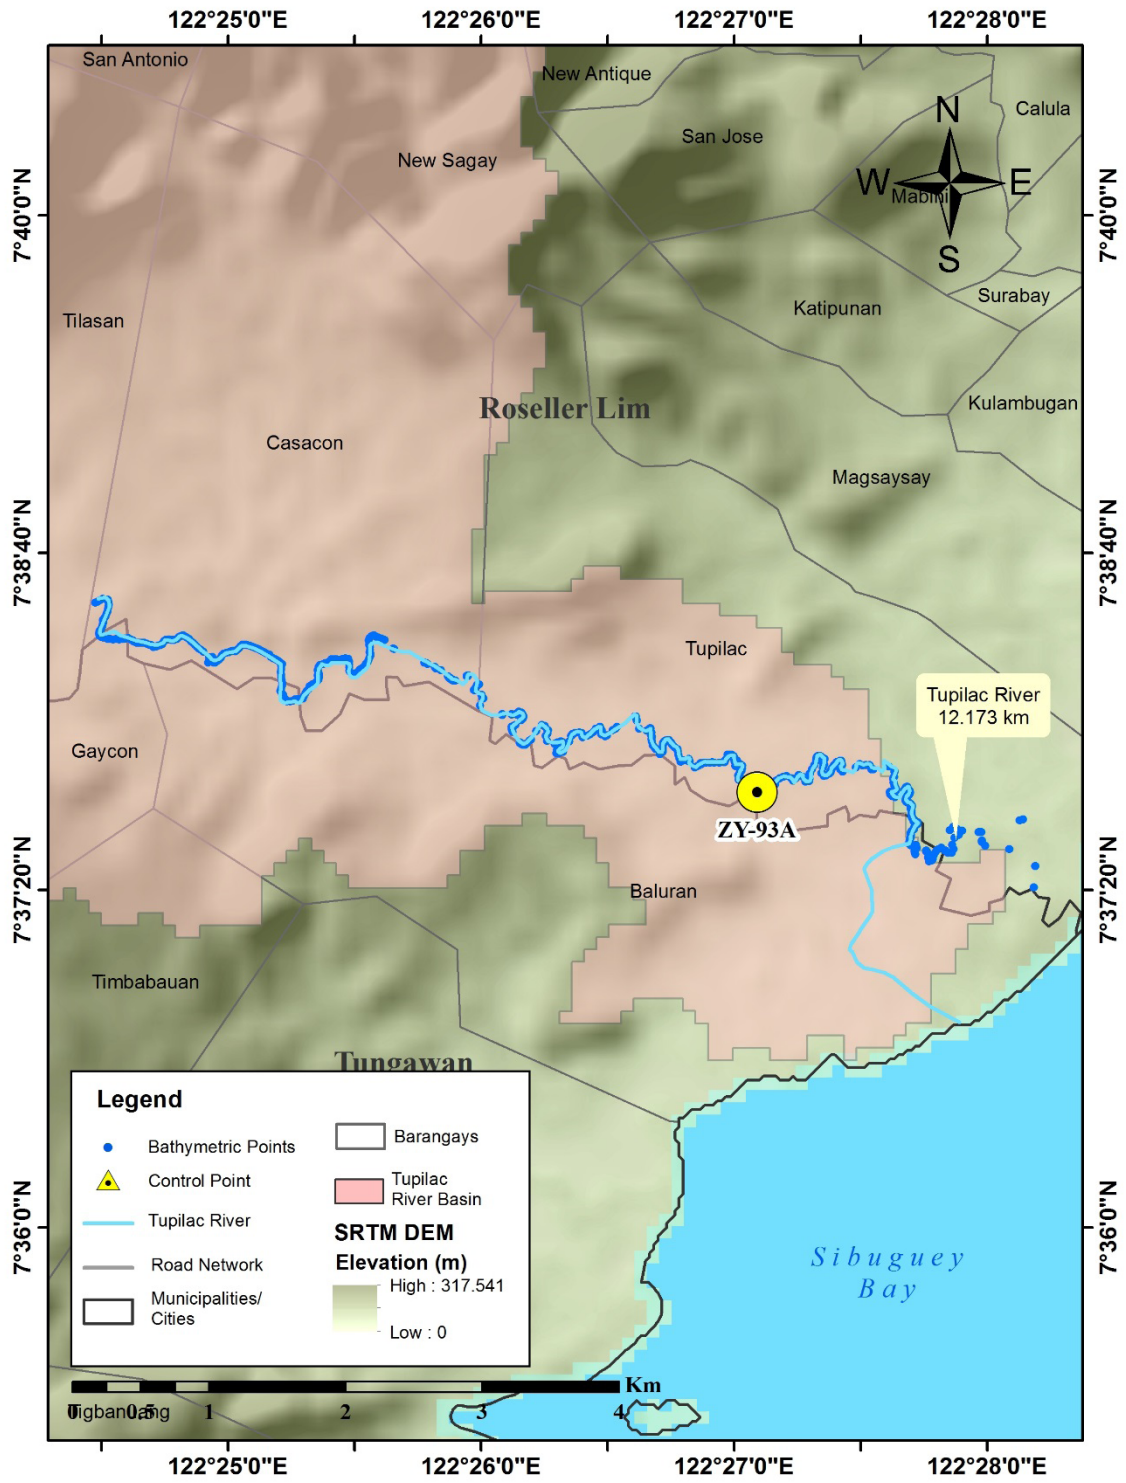 122°25'0"E 122°26'0"E 122°27'0"E 122°28'0"E
San Antonio
New Antique
Calula
San Jose
N
New Sagay
W E
Mabini
7°40'0"N 7°40'0"N
S
Surabay
Katipunan
Tilasan
Kulambugan
Roseller Lim
Casacon
Magsaysay
7°38'40"N 7°38'40"N
Tupilac
Tupilac River
12.173 km
Gaycon
ZY-93A
Baluran
7°37'20"N 7°37'20"N
Timbabauan
Tungawan
Legend
Bathymetric Points
Control Point
Tupilac River
Road Network
Municipalities/
Cities
Barangays
Tupilac
River Basin
SRTM DEM
Elevation (m)
High : 317.541
Low : 0
7°36'0"N 7°36'0"N
Sibuguey
Bay
Km
0 0.5 1 2 3 4
122°25'0"E 122°26'0"E 122°27'0"E 122°28'0"E